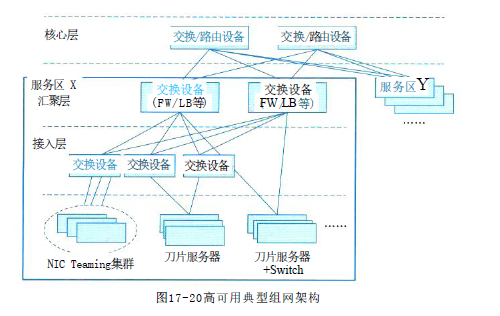 核心层
交换/路由设备
交换/路由设备
服务区 X
汇聚层
交换设备
(FW/LB等)
交换设备
FW/LB等)
服务区Y
......
接入层
交换设备
交换设备
交换设备
NIC Teaming集群
刀片服务器
刀片服务器
+Switch
......
图17-20高可用典型组网架构